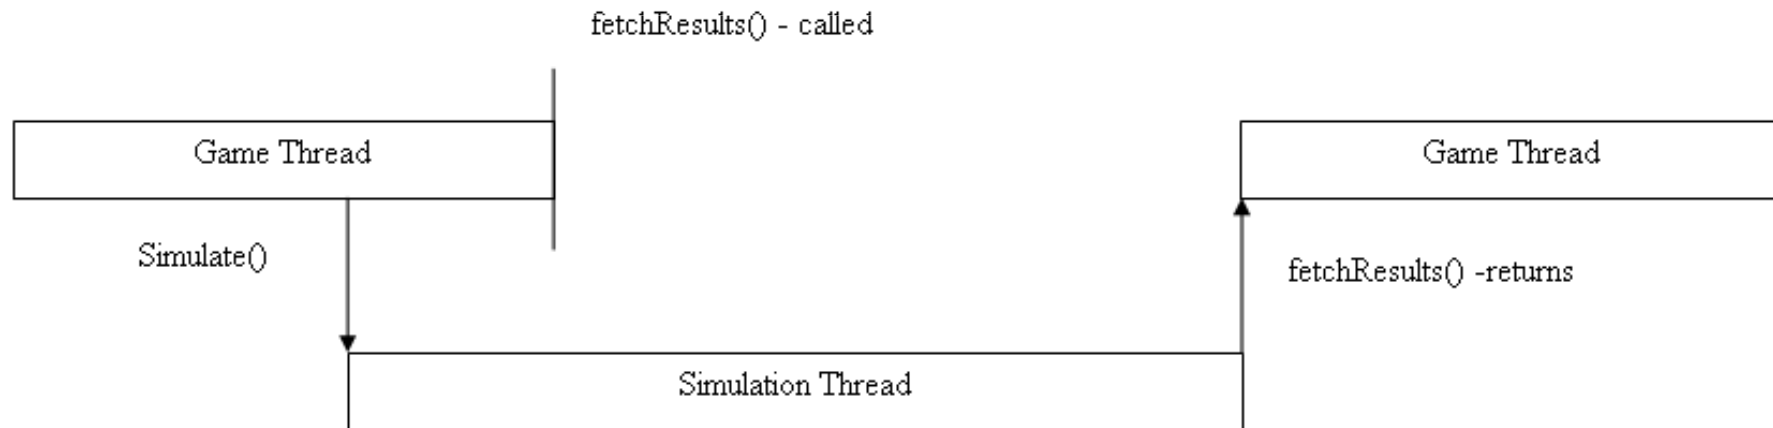 fetchResults() - called
Game Thread
Game Thread
Simulate()
fetchResults() -returns
Simulation Thread